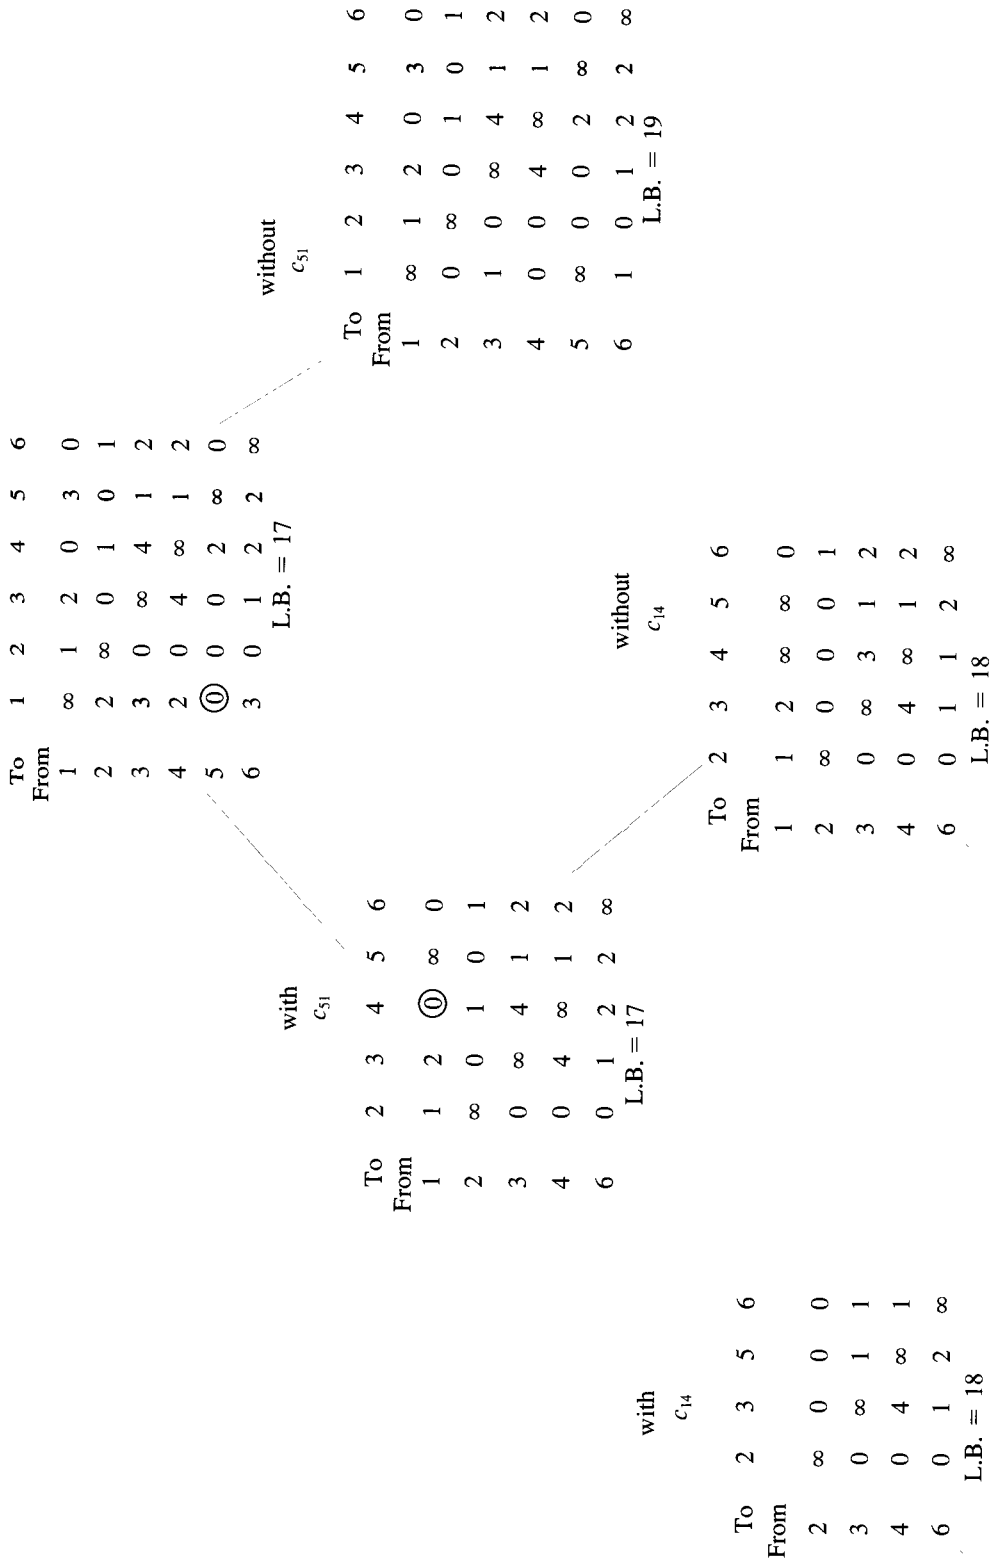 To 1 2 3 4 5 6
From
1 ∞ 1 2 0 3 0
2 2 ∞ 0 1 0 1
3 3 0 ∞ 4 1 2
4 2 0 4 ∞ 1 2
5 0 0 0 2 ∞ 0
6 3 0 1 2 2 ∞
L.B. = 17
with
c51
To 2 3 4 5 6
From
1 1 2 0 ∞ 0
2 ∞ 0 1 0 1
3 0 ∞ 4 1 2
4 0 4 ∞ 1 2
6 0 1 2 2 ∞
L.B. = 17
without
c51
To 1 2 3 4 5 6
From
1 ∞ 1 2 0 3 0
2 0 ∞ 0 1 0 1
3 1 0 ∞ 4 1 2
4 0 0 4 ∞ 1 2
5 ∞ 0 0 2 ∞ 0
6 1 0 1 2 2 ∞
L.B. = 19
with
c14
To 2 3 5 6
From
2 ∞ 0 0 0
3 0 ∞ 1 1
4 0 4 ∞ 1
6 0 1 2 ∞
L.B. = 18
without
c14
To 2 3 4 5 6
From
1 1 2 ∞ ∞ 0
2 ∞ 0 0 0 1
3 0 ∞ 3 1 2
4 0 4 ∞ 1 2
6 0 1 1 2 ∞
L.B. = 18